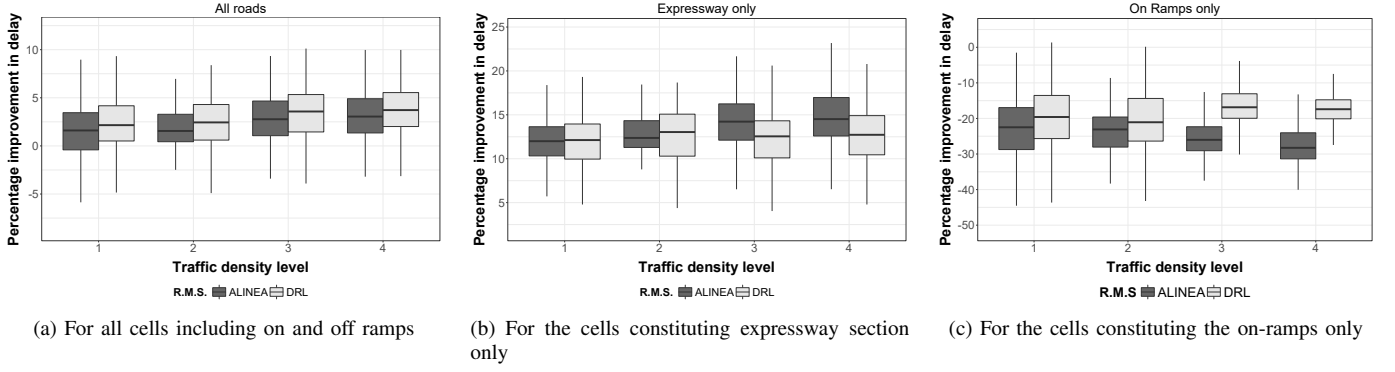 All roads
Percentage improvement in delay
10
5
0
-5
1 2 3 4
Traffic density level
R.M.S. ALINEA DRL
(a) For all cells including on and off ramps
Expressway only
Percentage improvement in delay
25
20
15
10
5
1 2 3 4
Traffic density level
R.M.S. ALINEA DRL
(b) For the cells constituting expressway section
only
On Ramps only
Percentage improvement in delay
0
-10
-20
-30
-40
-50
1 2 3 4
Traffic density level
R.M.S ALINEA DRL
(c) For the cells constituting the on-ramps only